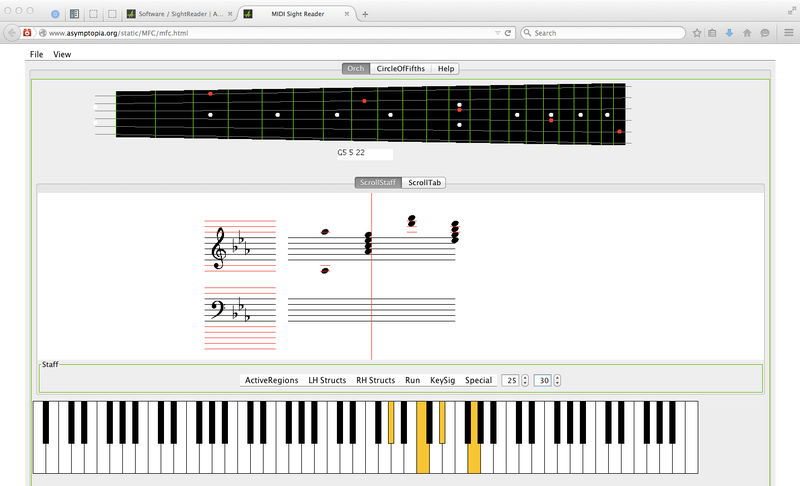 Software / SightReader | A...
MIDI Sight Reader
www.asymptopia.org/static/MFC/mfc.html
Search
File View
Orch CircleOfFifths Help
G5 5 22
ScrollStaff ScrollTab
Staff
ActiveRegions LH Structs RH Structs Run KeySig Special 25 30